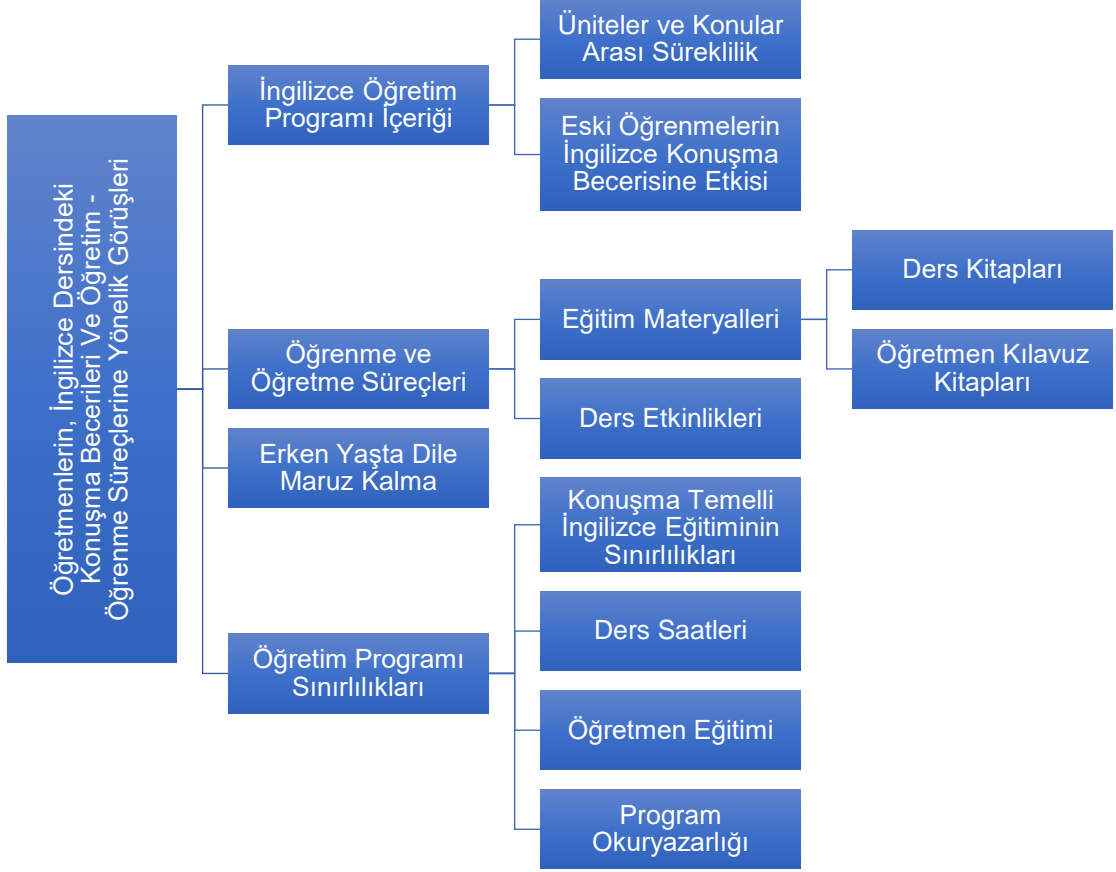 Öğretmenlerin, İngilizce Dersindeki
Konuşma Becerileri Ve Öğretim -
Öğrenme Süreçlerine Yönelik Görüşleri
İngilizce Öğretim
Programı İçeriği
Üniteler ve Konular
Arası Süreklilik
Eski Öğrenmelerin
İngilizce Konuşma
Becerisine Etkisi
Öğrenme ve
Öğretme Süreçleri
Eğitim Materyalleri
Ders Kitapları
Öğretmen Kılavuz
Kitapları
Ders Etkinlikleri
Erken Yaşta Dile
Maruz Kalma
Öğretim Programı
Sınırlılıkları
Konuşma Temelli
İngilizce Eğitiminin
Sınırlılıkları
Ders Saatleri
Öğretmen Eğitimi
Program
Okuryazarlığı